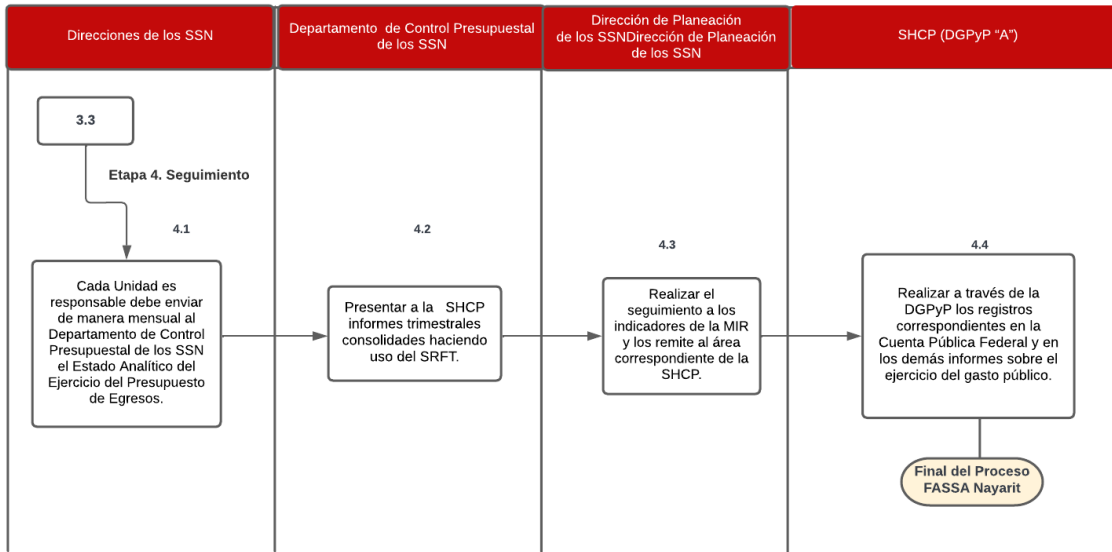 Direcciones de los SSN
Departamento de Control Presupuestal
de los SSN
Dirección de Planeación
de los SSNDirección de Planeación
de los SSN
SHCP (DGPyP “A”)
3.3
Etapa 4. Seguimiento
4.1
Cada Unidad es
responsable debe enviar
de manera mensual al
Departamento de Control
Presupuestal de los SSN
el Estado Analítico del
Ejercicio del Presupuesto
de Egresos.
4.2
Presentar a la SHCP
informes trimestrales
consolidades haciendo
uso del SRFT.
4.3
Realizar el
seguimiento a los
indicadores de la MIR
y los remite al área
correspondiente de la
SHCP.
4.4
Realizar a través de la
DGPyP los registros
correspondientes en la
Cuenta Pública Federal y en
los demás informes sobre el
ejercicio del gasto público.
Final del Proceso
FASSA Nayarit